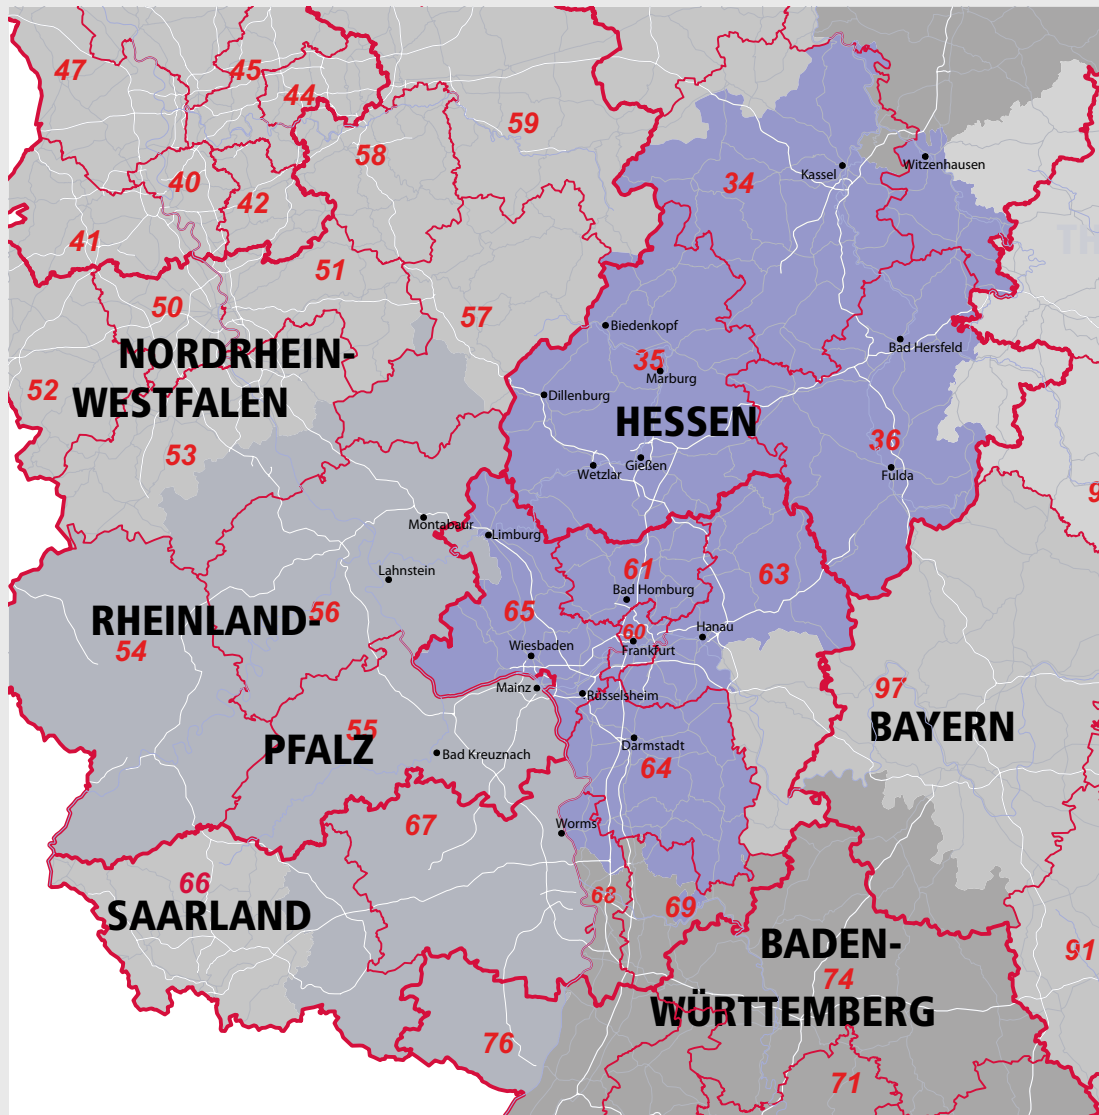 47
45
44
59
58
Witzenhausen
Kassel
40
34
42
41
TH
51
50
57
Biedenkopf
NORDRHEIN-
Bad Hersfeld
35
Marburg
52
WESTFALEN
Dillenburg
HESSEN
36
53
Gießen
Wetzlar
Fulda
9
Montabaur
Limburg
Lahnstein
61
63
Bad Homburg
65
56
RHEINLAND-
54
60
Hanau
Wiesbaden
Frankfurt
Mainz
Rüsselsheim
97
BAYERN
55
PFALZ
Bad Kreuznach
Darmstadt
64
67
Worms
66
68
69
SAARLAND
BADEN-
91
74
WÜRTTEMBERG
76
71